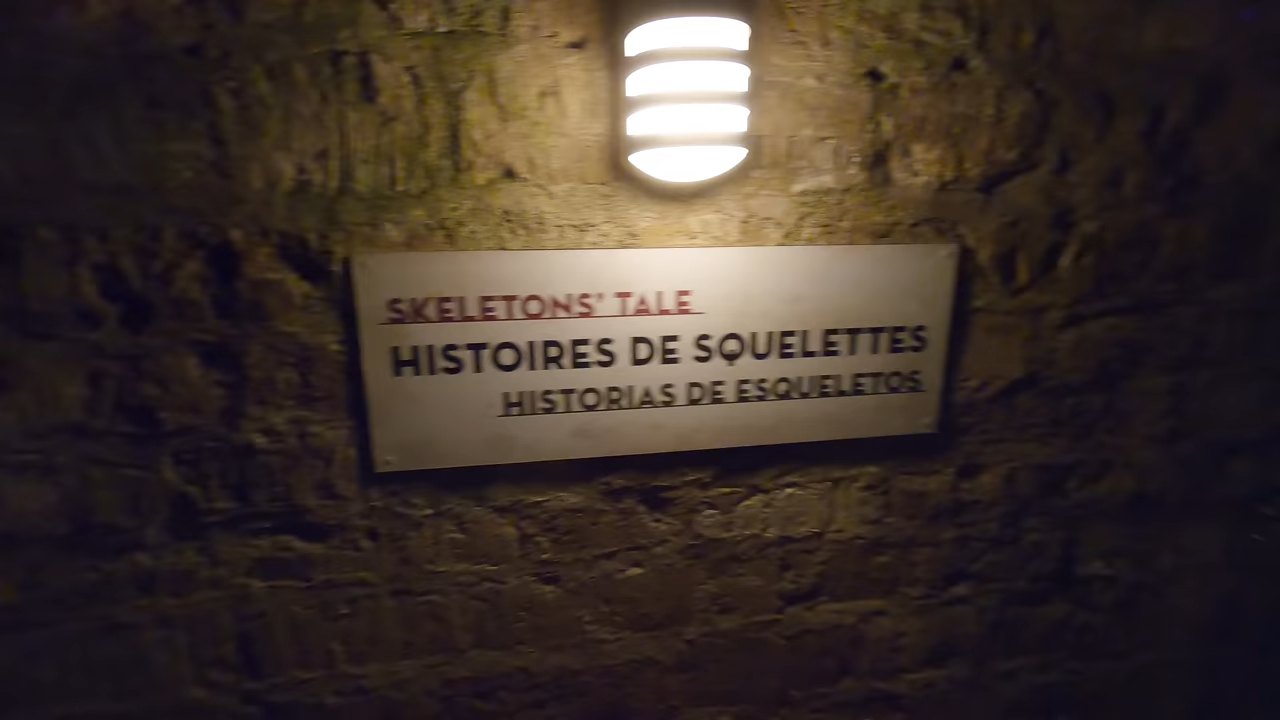 SKELETONS' TALE
HISTOIRES DE SQUELETTES
HISTORIAS DE ESQUELETOS